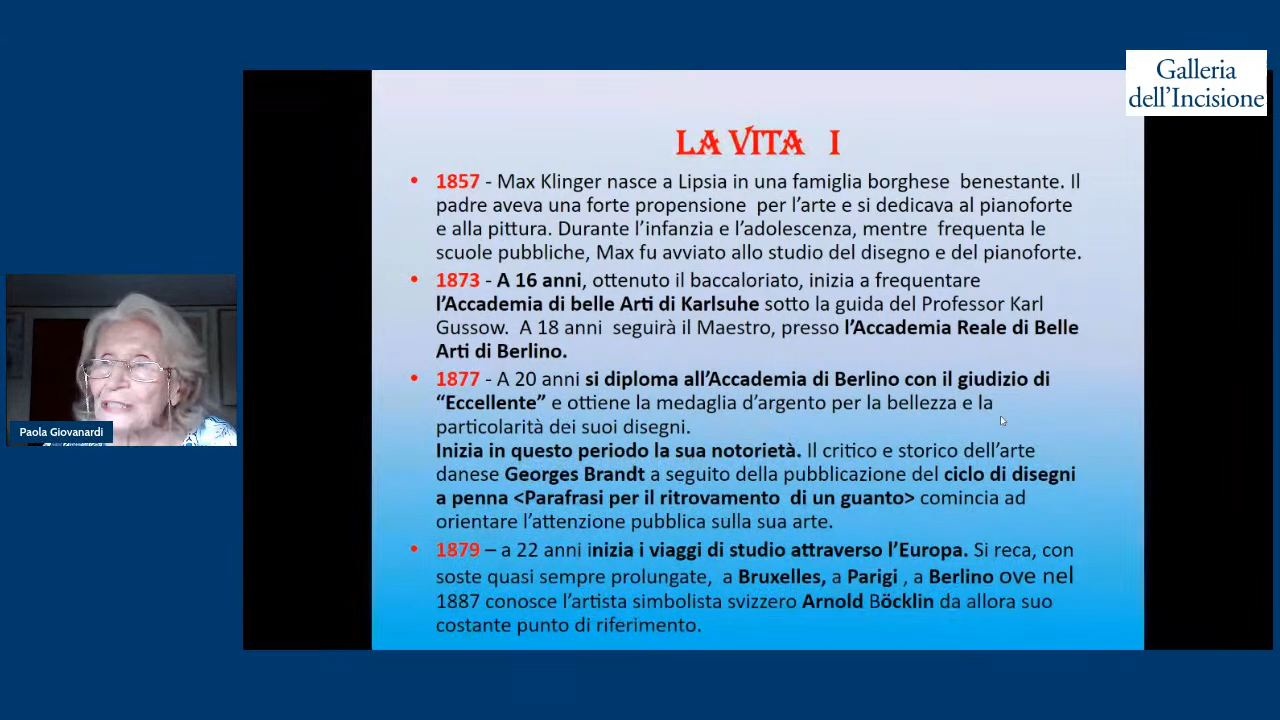 Galleria
dell'Incisione
LA VITA I
• 1857 - Max Klinger nasce a Lipsia in una famiglia borghese benestante. Il
padre aveva una forte propensione per l'arte e si dedicava al pianoforte
e alla pittura. Durante l'infanzia e l'adolescenza, mentre frequenta le
scuole pubbliche, Max fu avviato allo studio del disegno e del pianoforte.
• 1873 - A 16 anni, ottenuto il baccaloriato, inizia a frequentare
l'Accademia di belle Arti di Karlsuhe sotto la guida del Professor Karl
Gussow. A 18 anni seguirà il Maestro, presso l'Accademia Reale di Belle
Arti di Berlino.
• 1877 - A 20 anni si diploma all'Accademia di Berlino con il giudizio di
“Eccellente” e ottiene la medaglia d'argento per la bellezza e la
particolarità dei suoi disegni.
Inizia in questo periodo la sua notorietà. Il critico e storico dell'arte
danese Georges Brandt a seguito della pubblicazione del ciclo di disegni
a penna <Parafrasi per il ritrovamento di un guanto> comincia ad
orientare l'attenzione pubblica sulla sua arte.
• 1879 – a 22 anni inizia i viaggi di studio attraverso l'Europa. Si reca, con
soste quasi sempre prolungate, a Bruxelles, a Parigi , a Berlino ove nel
1887 conosce l'artista simbolista svizzero Arnold Böcklin da allora suo
costante punto di riferimento.
Paola Giovanardi